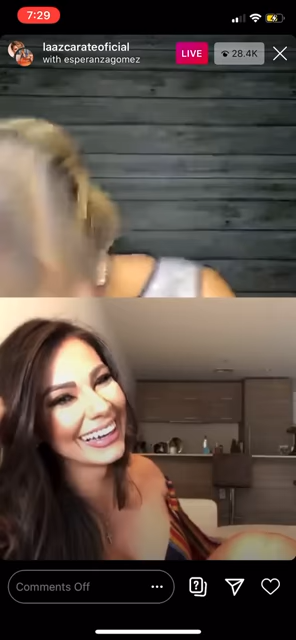 7:29
laazcarateoficial
with esperanzagomez
LIVE
28.4K
Comments Off